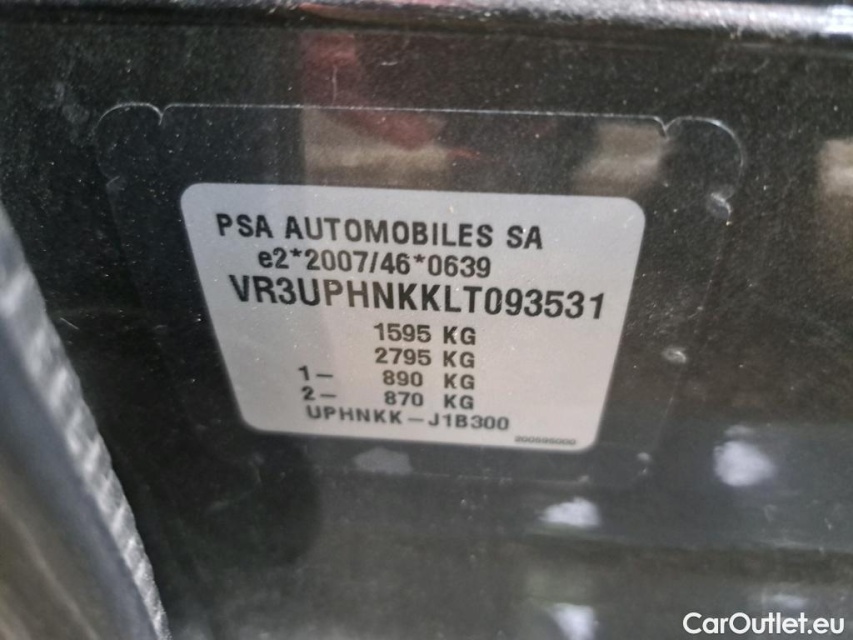 PSA AUTOMOBILES SA
e2*2007/46*0639
VR3UPHNKKLT093531
1595 KG
2795 KG
1– 890 KG
2– 870 KG
UPHNKK–J1B300
CarOutlet.eu